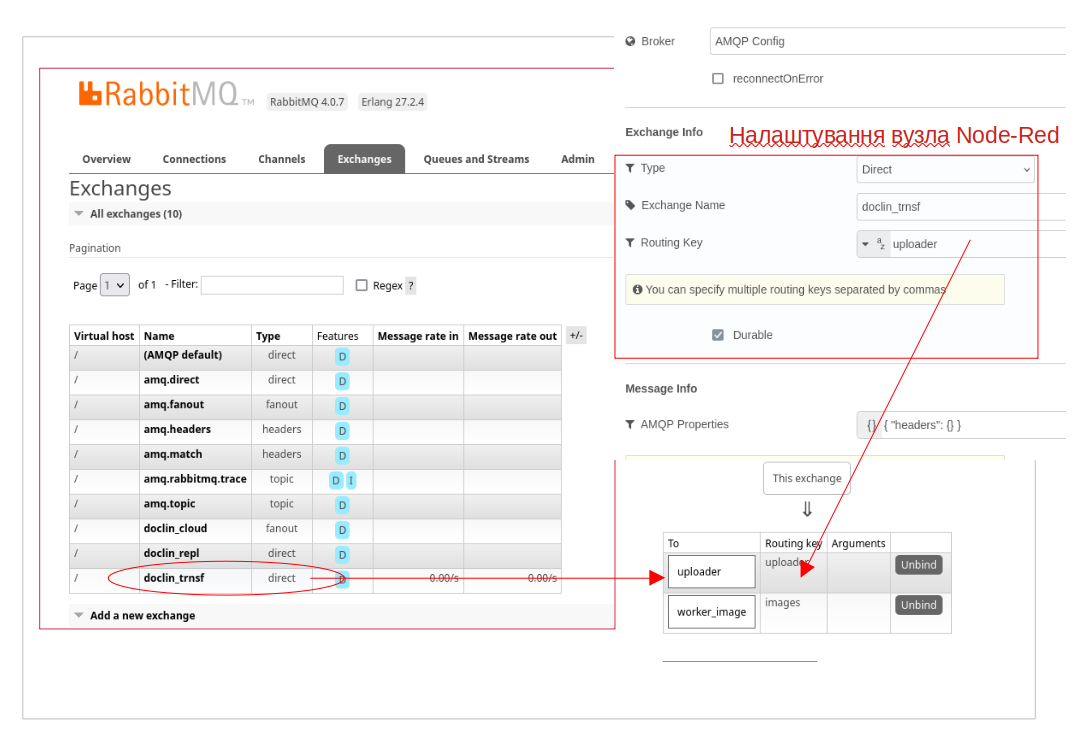 RabbitMQ TM RabbitMQ 4.0.7 Erlang 27.2.4
Overview Connections Channels Exchanges Queues and Streams Admin
Exchanges
All exchanges (10)
Pagination
Page 1 of 1 - Filter: Regex ?
Virtual host Name Type Features Message rate in Message rate out +/-
/ (AMQP default) direct D
/ amq.direct direct D
/ amq.fanout fanout D
/ amq.headers headers D
/ amq.match headers D
/ amq.rabbitmq.trace topic D I
/ amq.topic topic D
/ doclin_cloud fanout D
/ doclin_repl direct D
/ doclin_trnsf direct D 0.00/s 0.00/s
Add a new exchange
Broker AMQP Config
reconnectOnError
Exchange Info
Налаштування вузла Node-Red
Type Direct
Exchange Name doclin_trnsf
Routing Key a z uploader
You can specify multiple routing keys separated by commas
Durable
Message Info
AMQP Properties {} { "headers": {} }
This exchange
⇓
To Routing key Arguments
uploader uploader Unbind
worker_image images Unbind